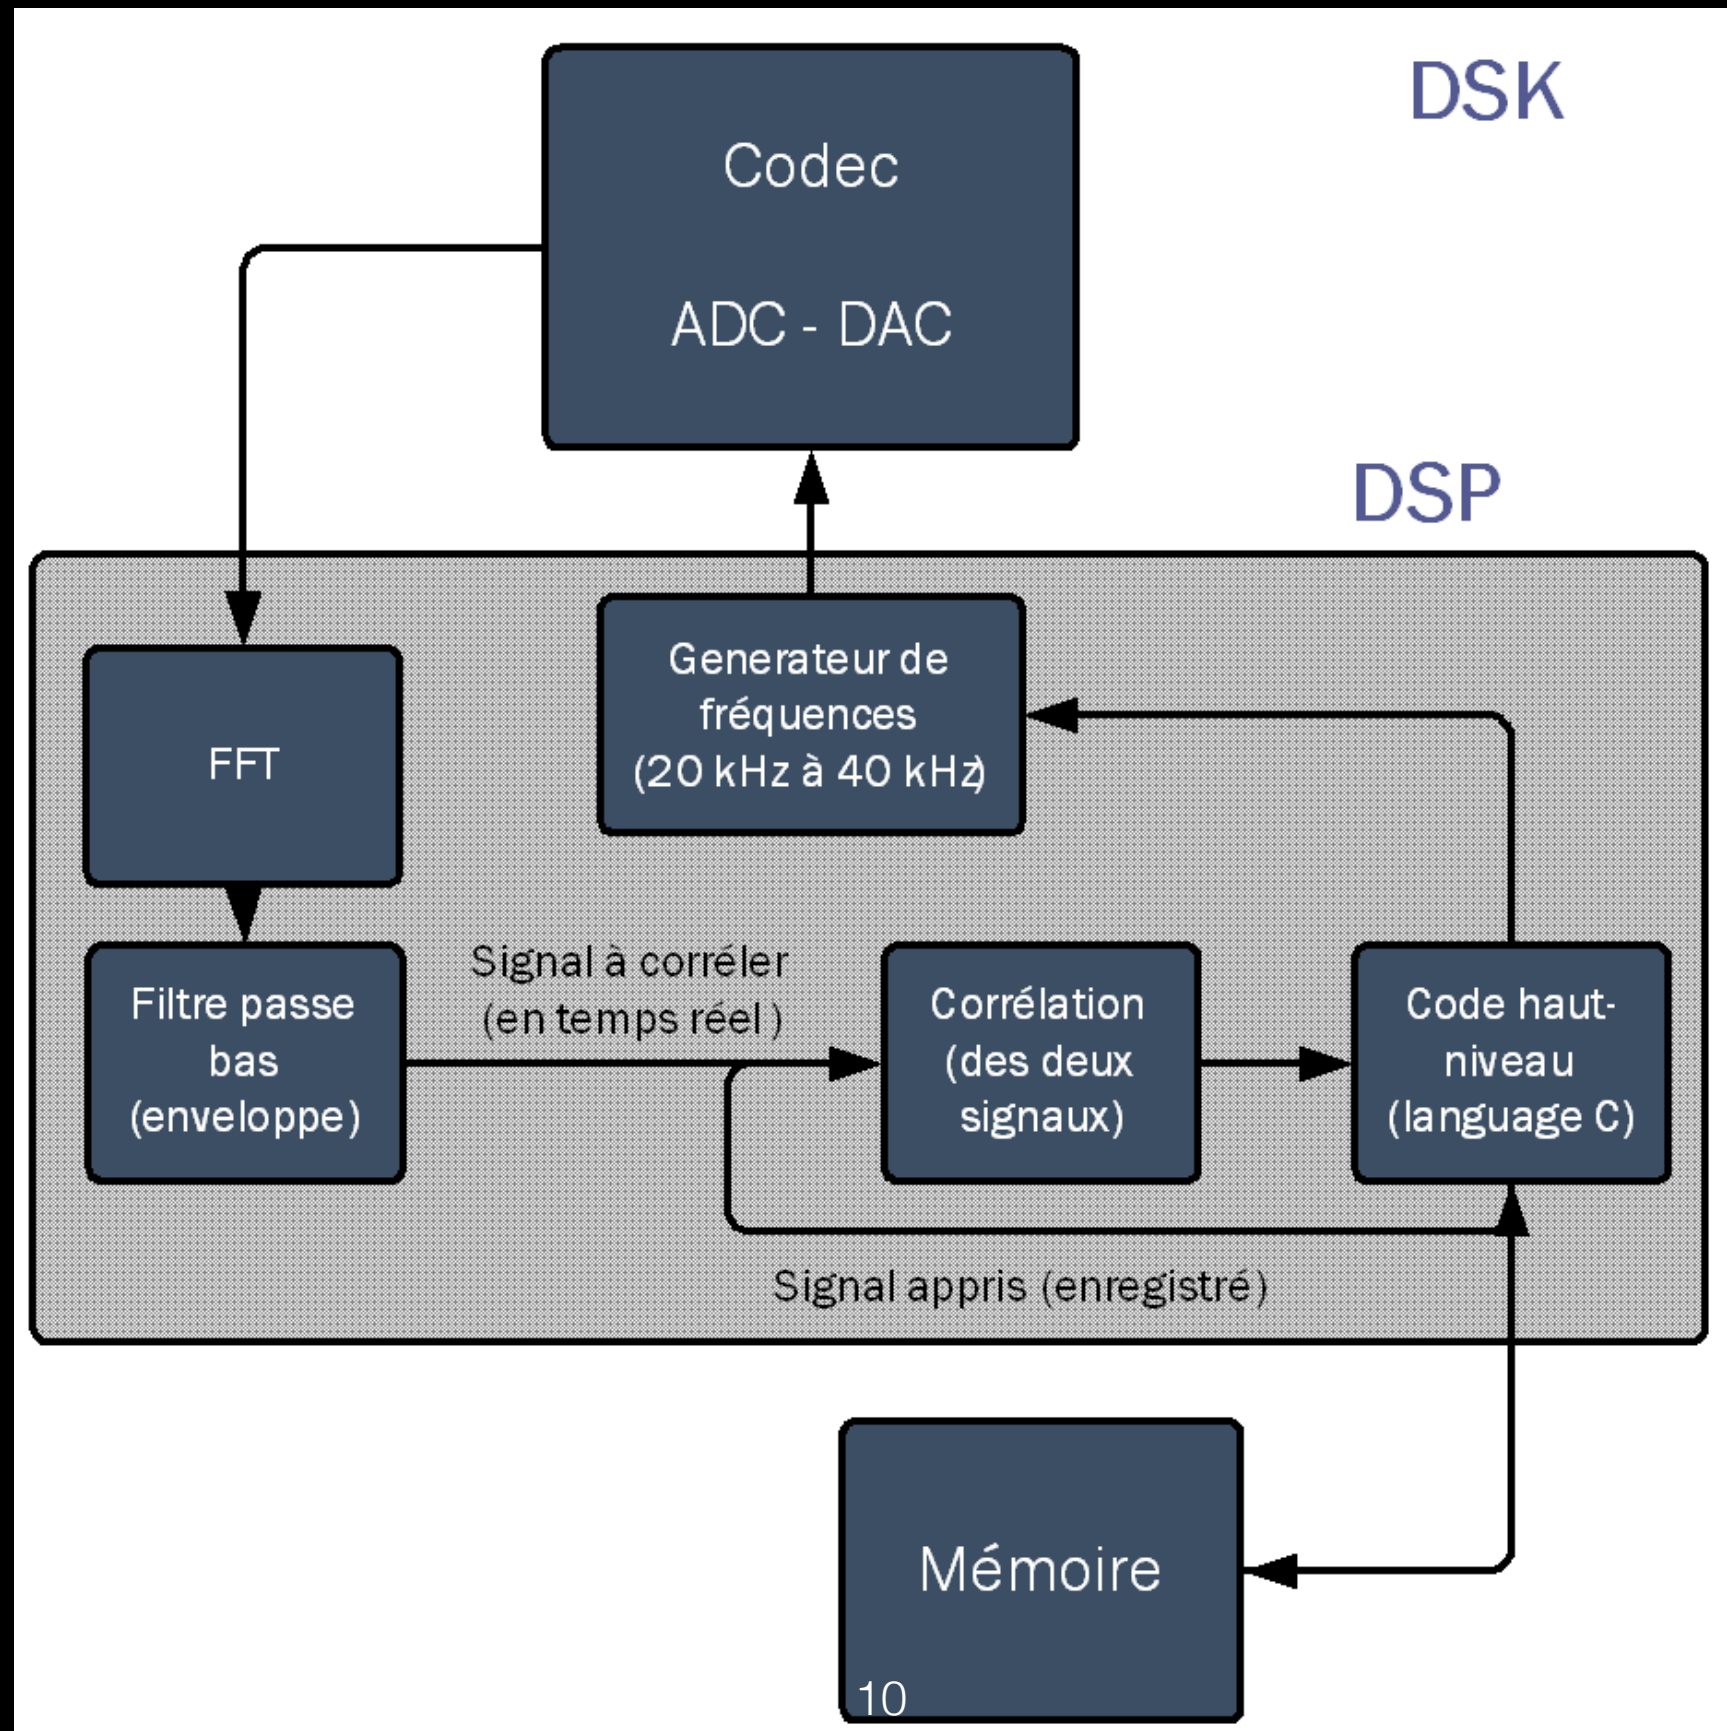 DSK
Codec
ADC - DAC
DSP
Generateur de
fréquences
(20 kHz à 40 kHz)
FFT
Signal à corréler
(en temps réel)
Filtre passe
bas
(enveloppe)
Corrélation
(des deux
signaux)
Code haut-
niveau
(language C)
Signal appris (enregistré)
Mémoire
10